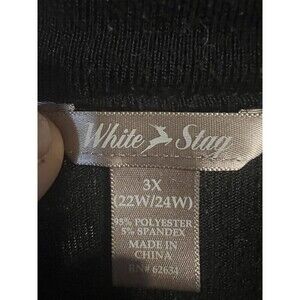 White Stag
3X
(22W/24W)
95% POLYESTER
5% SPANDEX
MADE IN
CHINA
RN# 62634